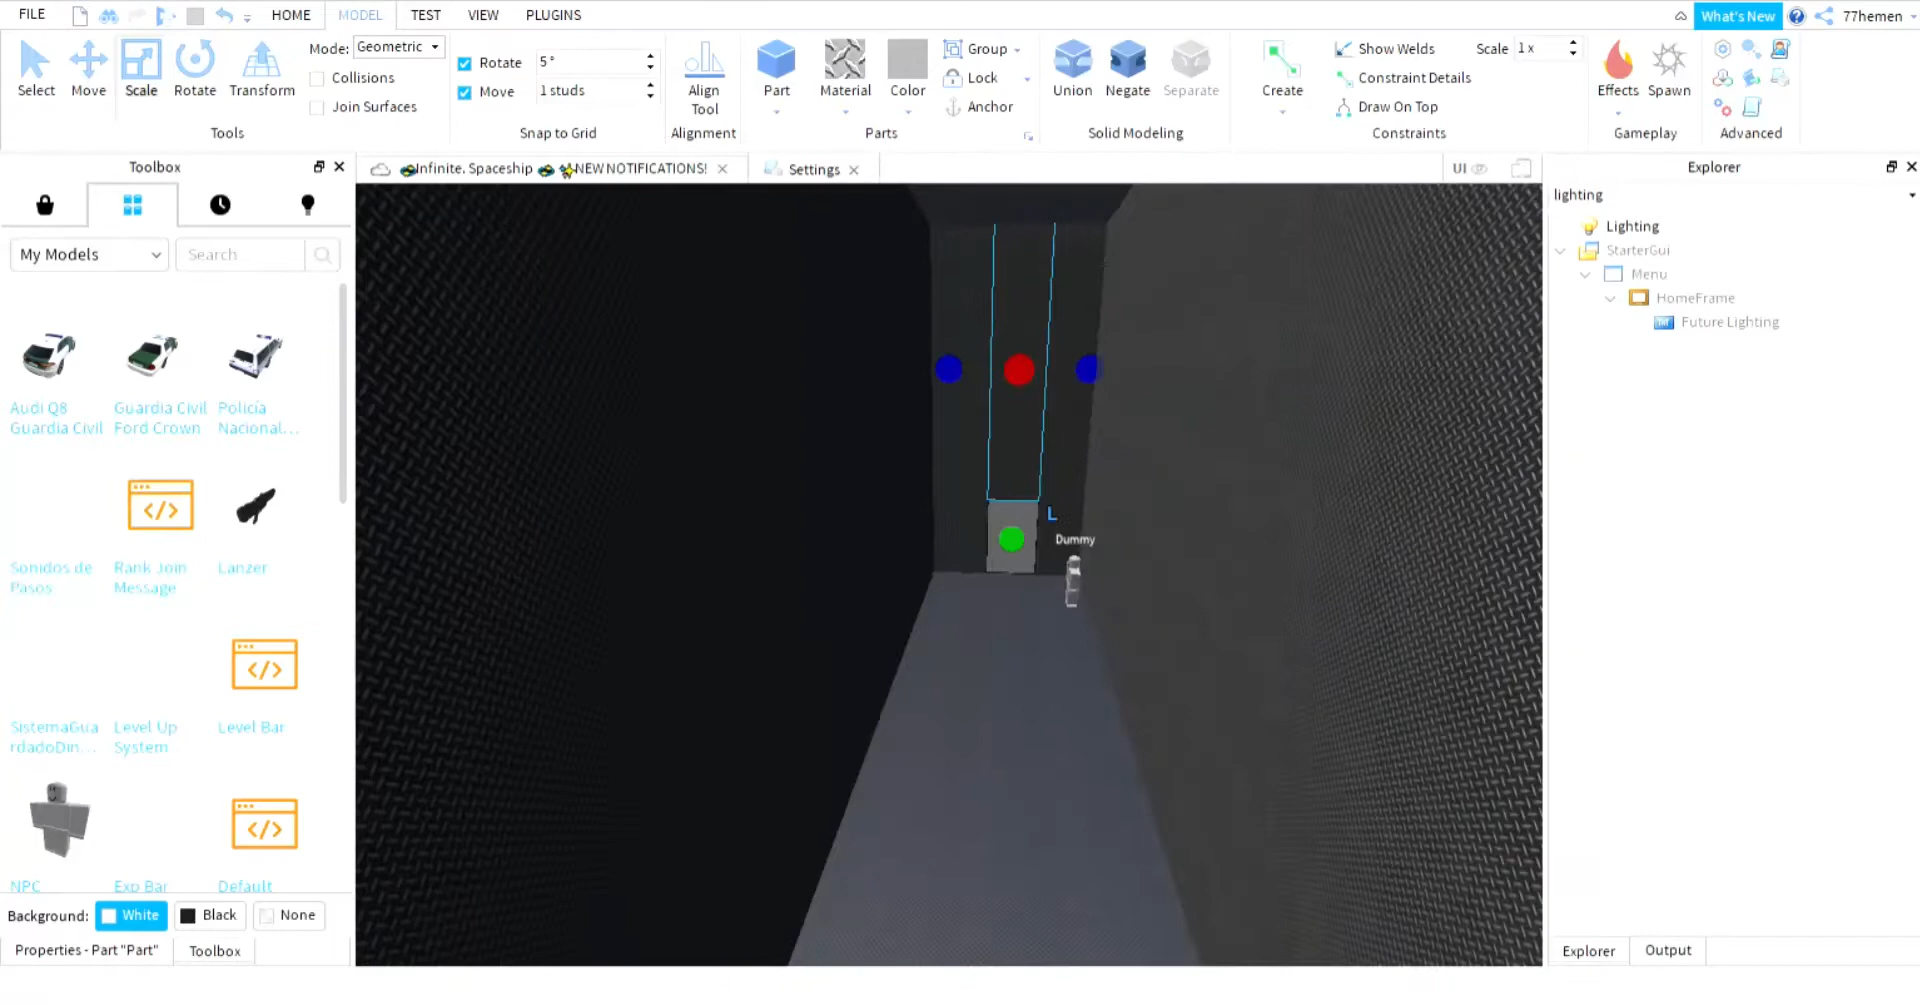 FILE
HOME
MODEL
TEST
VIEW
PLUGINS
What's New
77hemen
Select
Move
Scale
Rotate
Transform
Mode: Geometric
Collisions
Join Surfaces
Tools
Rotate 5°
Move 1 studs
Snap to Grid
Align
Tool
Alignment
Part
Material
Color
Group
Lock
Anchor
Parts
Union
Negate
Separate
Solid Modeling
Create
Show Welds
Scale 1 x
Constraint Details
Draw On Top
Constraints
Effects
Spawn
Gameplay
Advanced
Toolbox
My Models
Search
Audi Q8
Guardia Civil
Guardia Civil
Ford Crown
Policía
Nacional...
Sonidos de
Pasos
Rank Join
Message
Lanzer
SistemaGua
rdadoDin...
Level Up
System
Level Bar
NPC
Exp Bar
Default
Background: White Black None
Properties - Part "Part"
Toolbox
Infinite. Spaceship NEW NOTIFICATIONS!
Settings
UI
L
Dummy
Explorer
lighting
Lighting
StarterGui
Menu
HomeFrame
Future Lighting
Explorer
Output